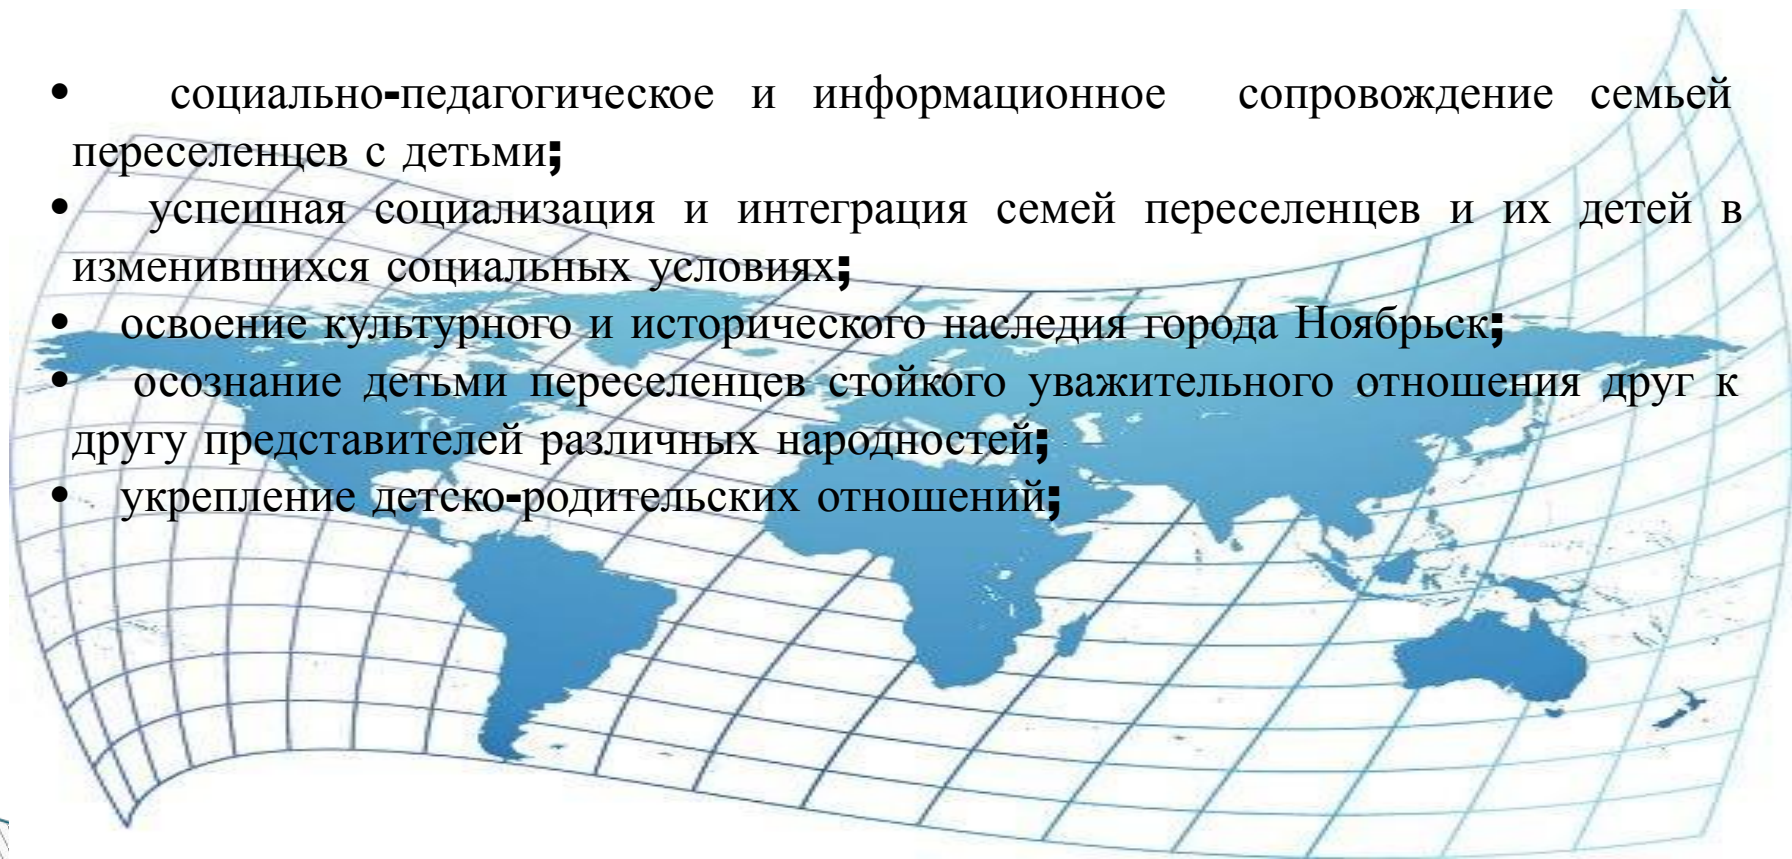 • социально-педагогическое и информационное сопровождение семьей
переселенцев с детьми;
• успешная социализация и интеграция семей переселенцев и их детей в
изменившихся социальных условиях;
• освоение культурного и исторического наследия города Ноябрьск;
• осознание детьми переселенцев стойкого уважительного отношения друг к
другу представителей различных народностей;
• укрепление детско-родительских отношений;